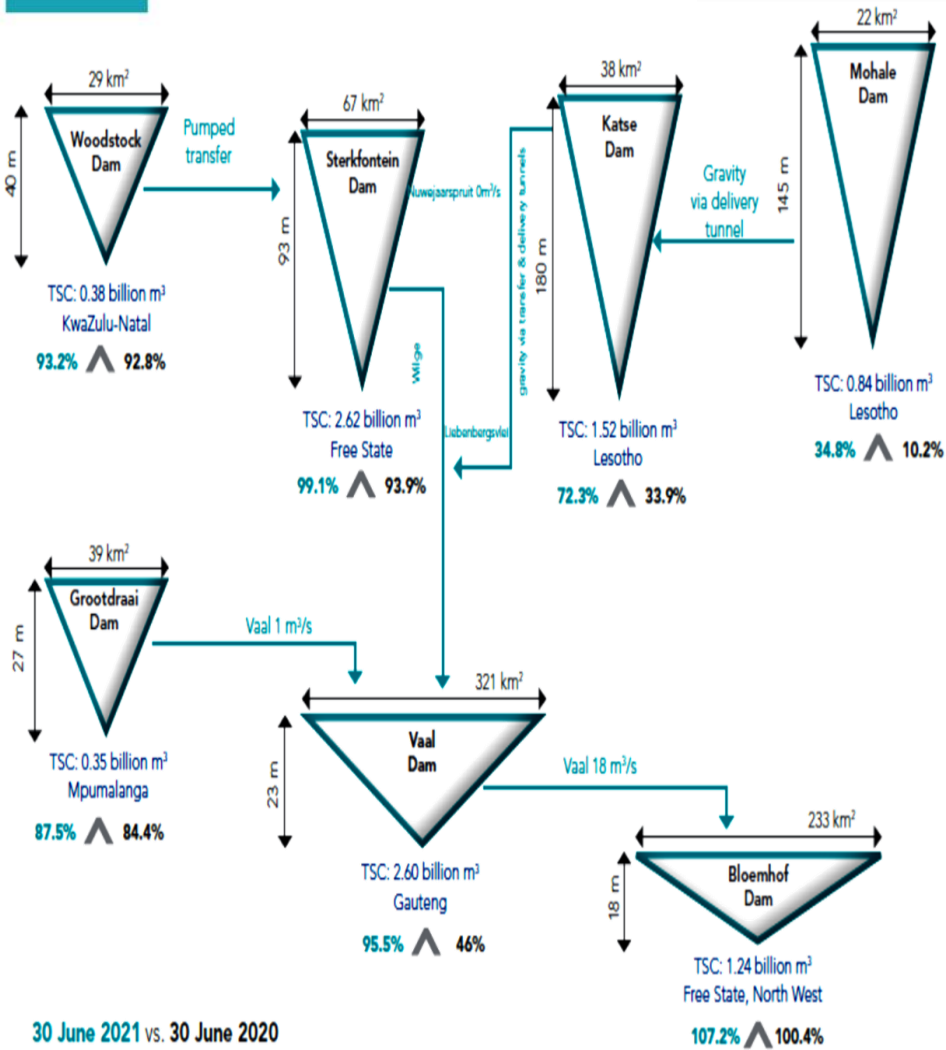 22 km²
Mohale
Dam
145 m
TSC: 0.84 billion m³
Lesotho
34.8% 10.2%
29 km²
Woodstock
Dam
40 m
TSC: 0.38 billion m³
KwaZulu-Natal
93.2% 92.8%
Pumped
transfer
67 km²
Sterkfontein
Dam
93 m
TSC: 2.62 billion m³
Free State
99.1% 93.9%
Nuwejaarspruit 0m³/s
Wilge
Liebenbergsvlei
gravity via transfer & delivery tunnels
38 km²
Katse
Dam
180 m
TSC: 1.52 billion m³
Lesotho
72.3% 33.9%
Gravity
via delivery
tunnel
39 km²
Grootdraai
Dam
27 m
TSC: 0.35 billion m³
Mpumalanga
87.5% 84.4%
Vaal 1 m³/s
321 km²
Vaal
Dam
23 m
TSC: 2.60 billion m³
Gauteng
95.5% 46%
Vaal 18 m³/s
233 km²
Bloemhof
Dam
18 m
TSC: 1.24 billion m³
Free State, North West
107.2% 100.4%
30 June 2021 vs. 30 June 2020